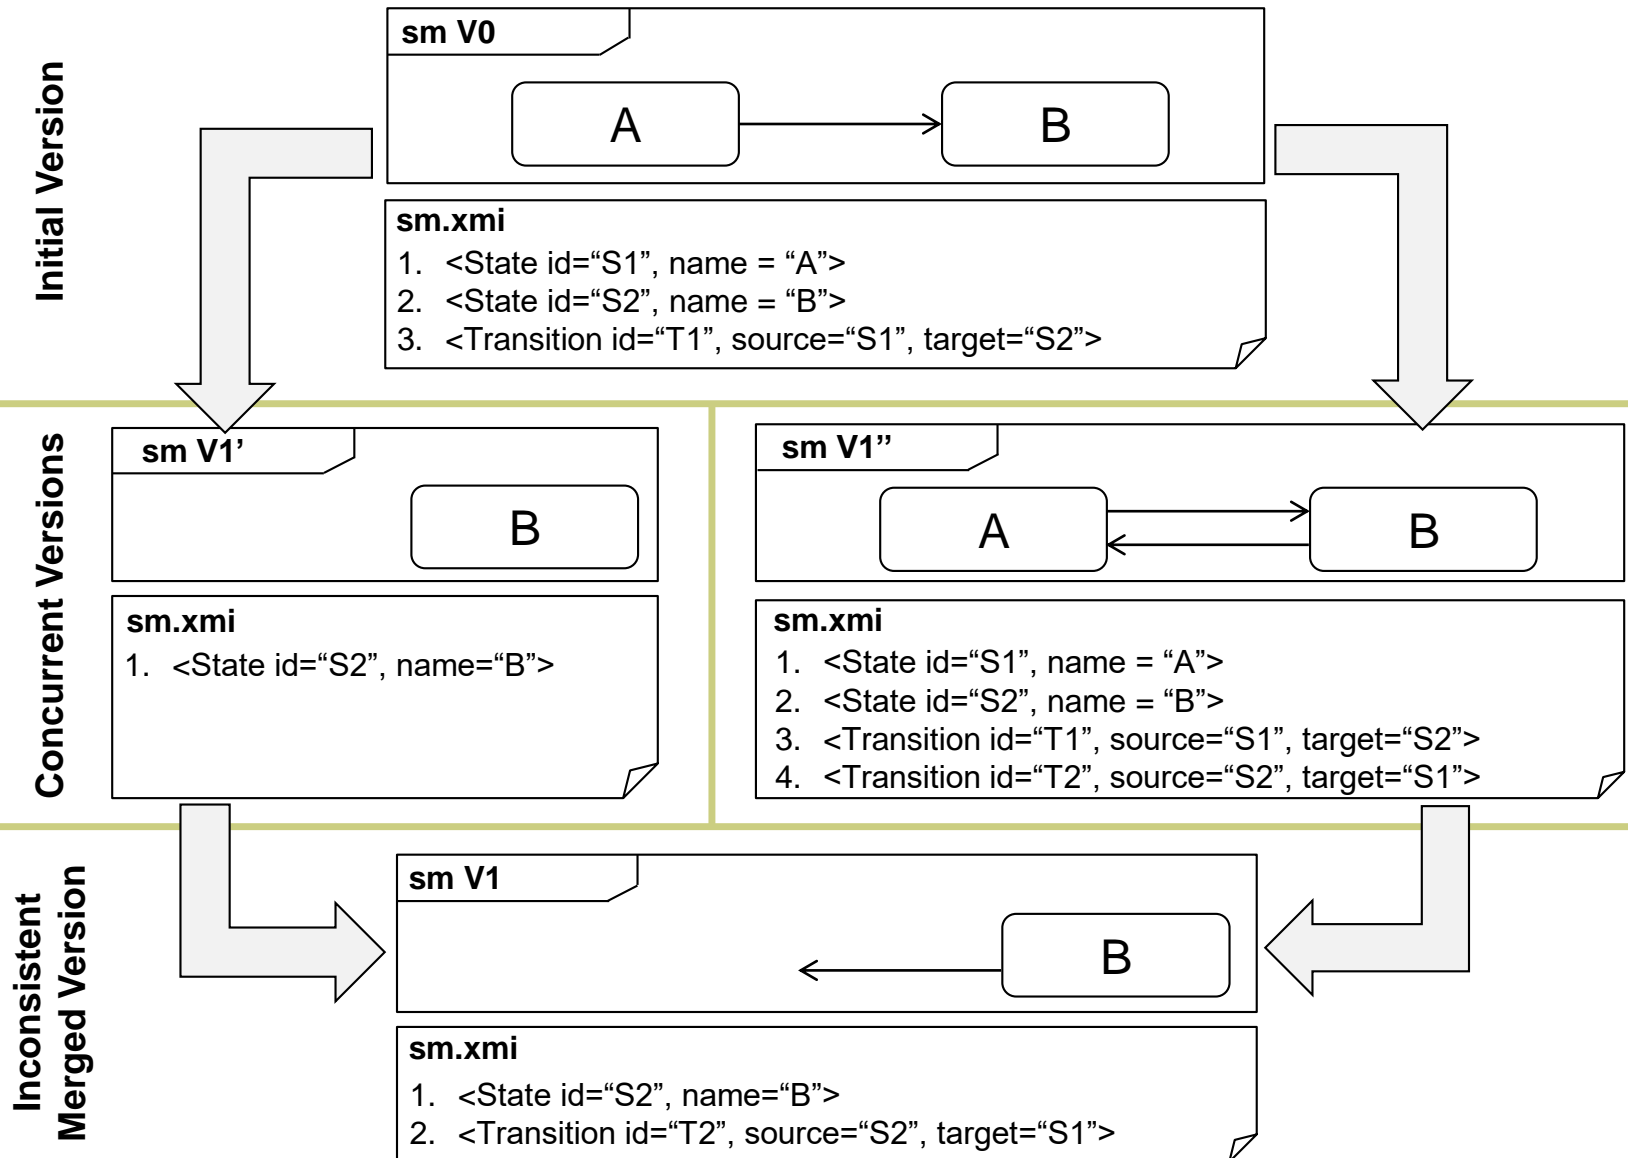 Initial Version
sm V0
A
B
sm.xmi
1. <State id=“S1”, name = “A”>
2. <State id=“S2”, name = “B”>
3. <Transition id=“T1”, source=“S1”, target=“S2”>
Concurrent Versions
sm V1’
B
sm.xmi
1. <State id=“S2”, name=“B”>
sm V1’’
A
B
sm.xmi
1. <State id=“S1”, name = “A”>
2. <State id=“S2”, name = “B”>
3. <Transition id=“T1”, source=“S1”, target=“S2”>
4. <Transition id=“T2”, source=“S2”, target=“S1”>
Inconsistent
Merged Version
sm V1
B
sm.xmi
1. <State id=“S2”, name=“B”>
2. <Transition id=“T2”, source=“S2”, target=“S1”>